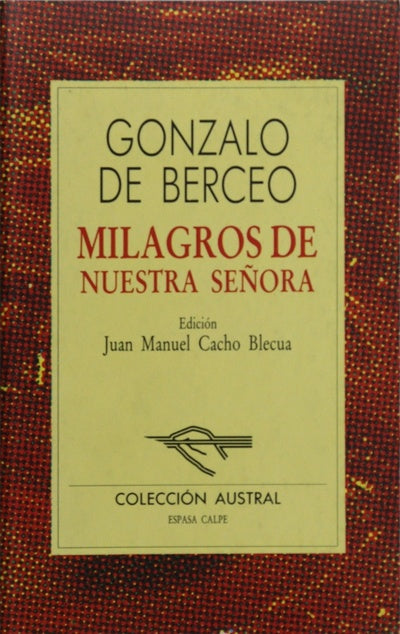 GONZALO
DE BERCEO
MILAGROS DE
NUESTRA SEÑORA
Edición
Juan Manuel Cacho Blecua
COLECCIÓN AUSTRAL
ESPASA CALPE